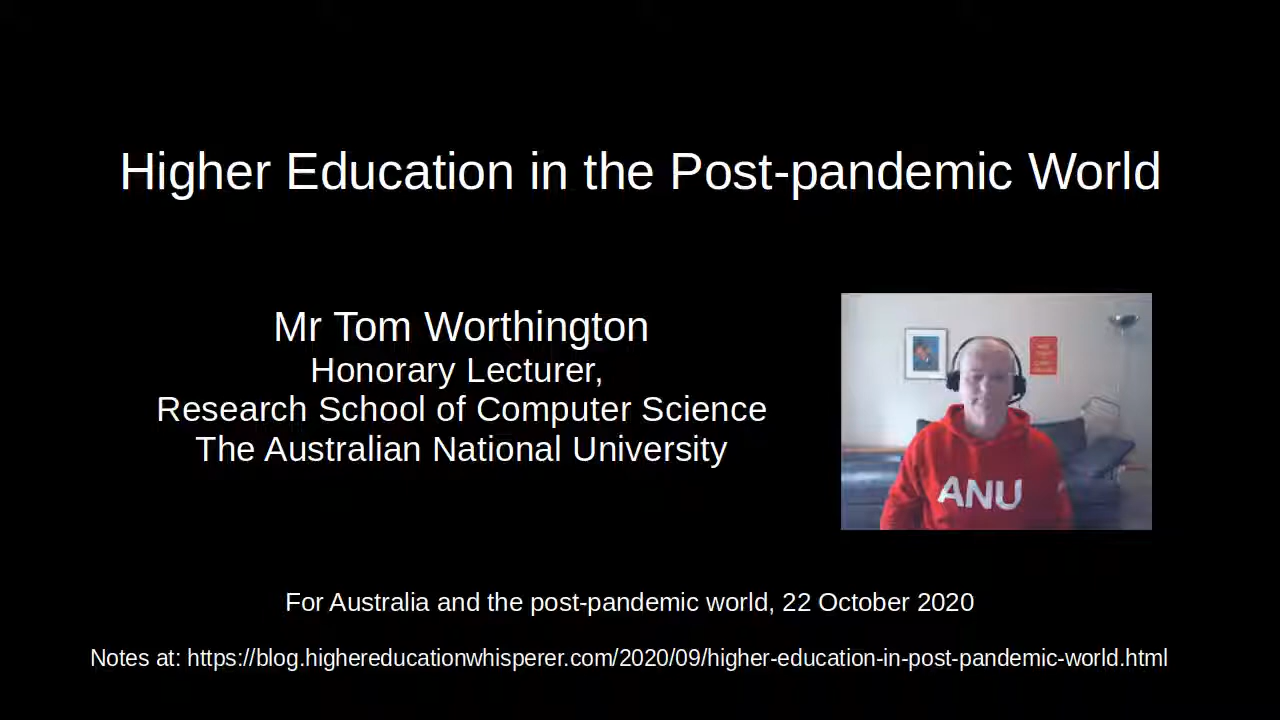 Higher Education in the Post-pandemic World
Mr Tom Worthington
Honorary Lecturer,
Research School of Computer Science
The Australian National University
ANU
For Australia and the post-pandemic world, 22 October 2020
Notes at: https://blog.highereducationwhisperer.com/2020/09/higher-education-in-post-pandemic-world.html